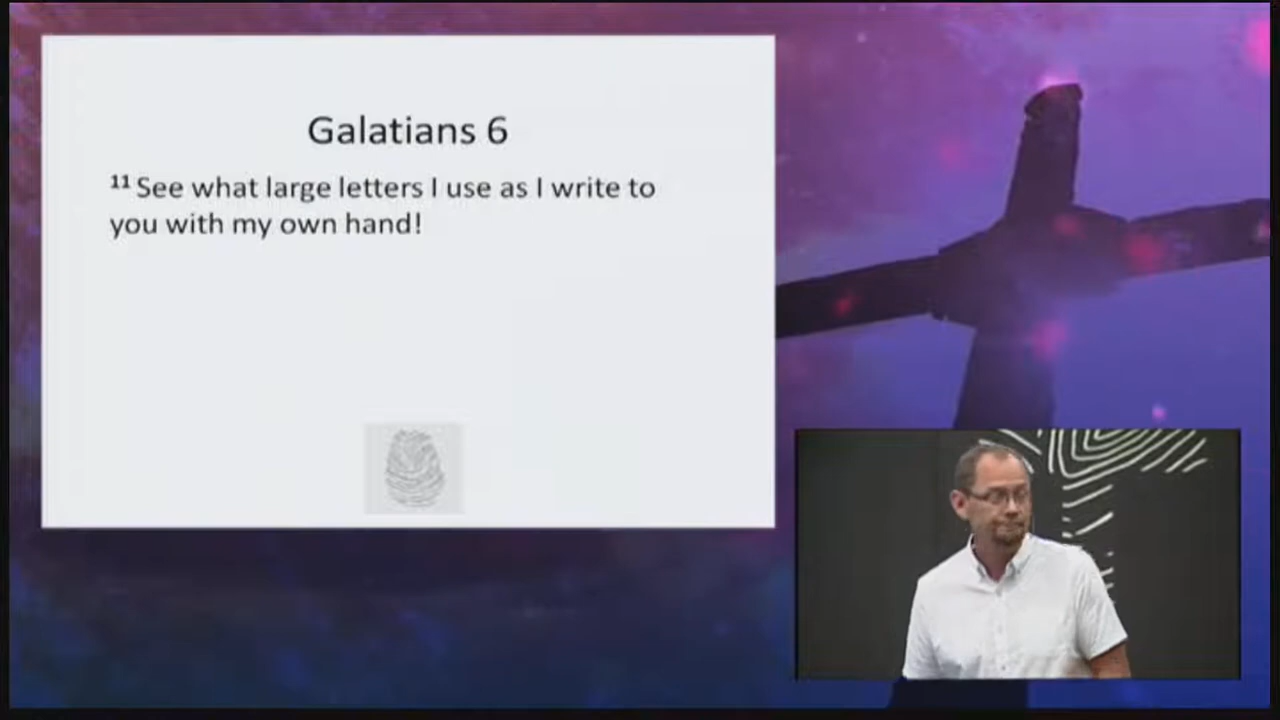 Galatians 6
11 See what large letters I use as I write to
you with my own hand!